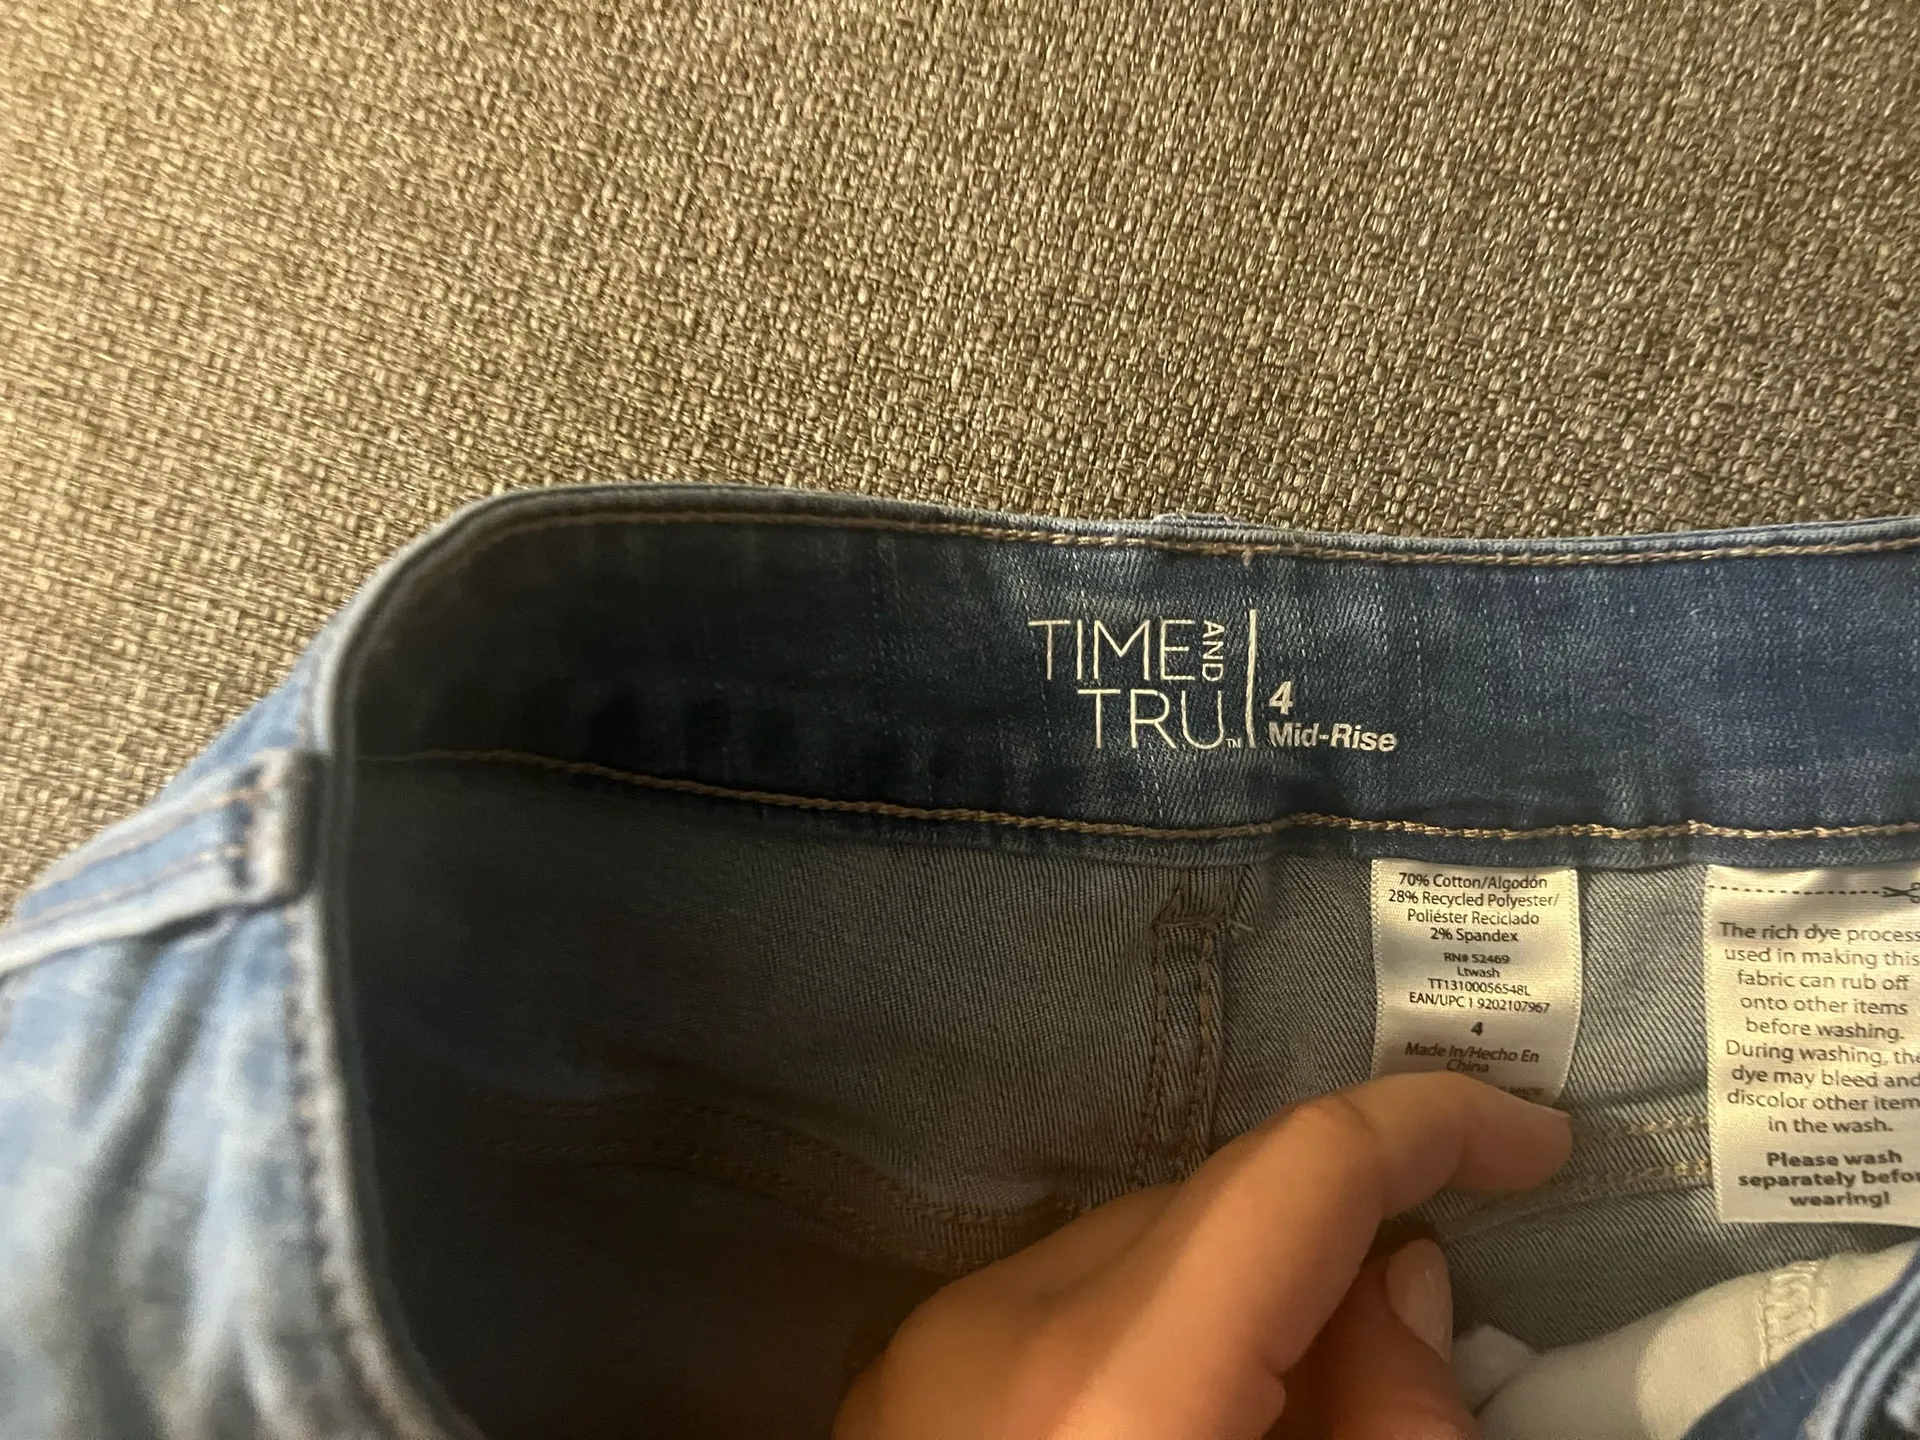 TIME AND
TRU™
4
Mid-Rise
70% Cotton/Algodón
28% Recycled Polyester/
Poliéster Reciclado
2% Spandex
RN# 52469
Ltwash
TT13100056548L
EAN/UPC 1 9202107967
4
Made In/Hecho En
China
The rich dye process
used in making this
fabric can rub off
onto other items
before washing.
During washing, the
dye may bleed and
discolor other item
in the wash.
Please wash
separately befor
wearing!